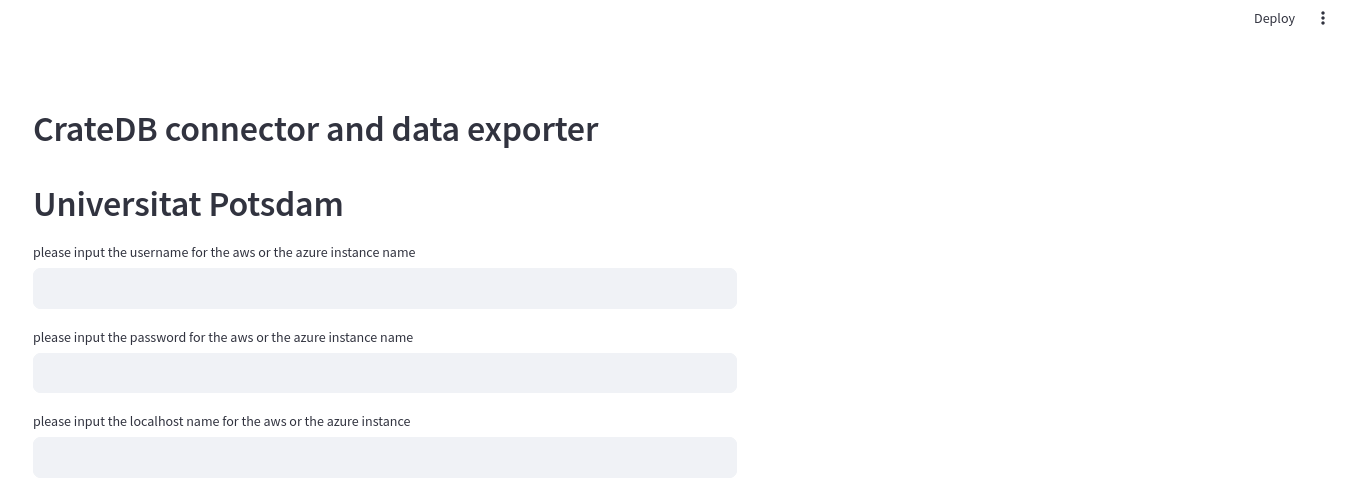 Deploy
CrateDB connector and data exporter
Universitat Potsdam
please input the username for the aws or the azure instance name
please input the password for the aws or the azure instance name
please input the localhost name for the aws or the azure instance